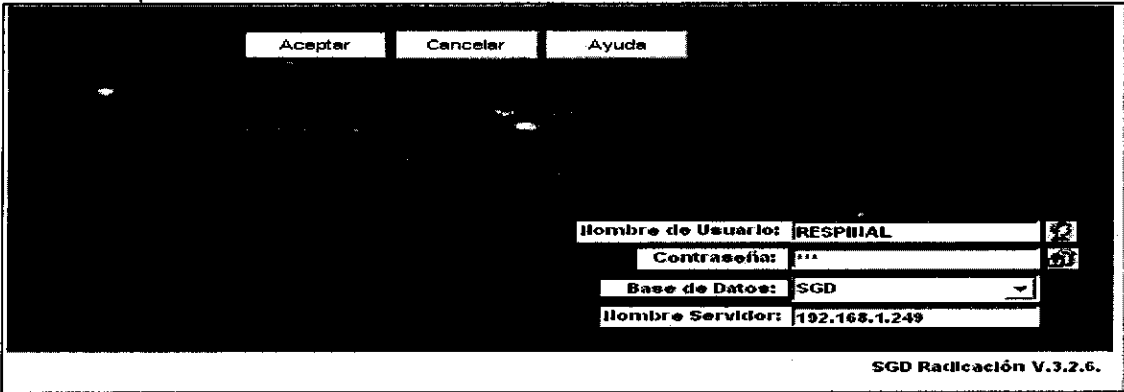 Aceptar Cancelar Ayuda
Nombre de Usuario: RESPINAL
Contraseña: ***
Base de Datos: SGD
Nombre Servidor: 192.168.1.249
SGD Radicación V.3.2.6.